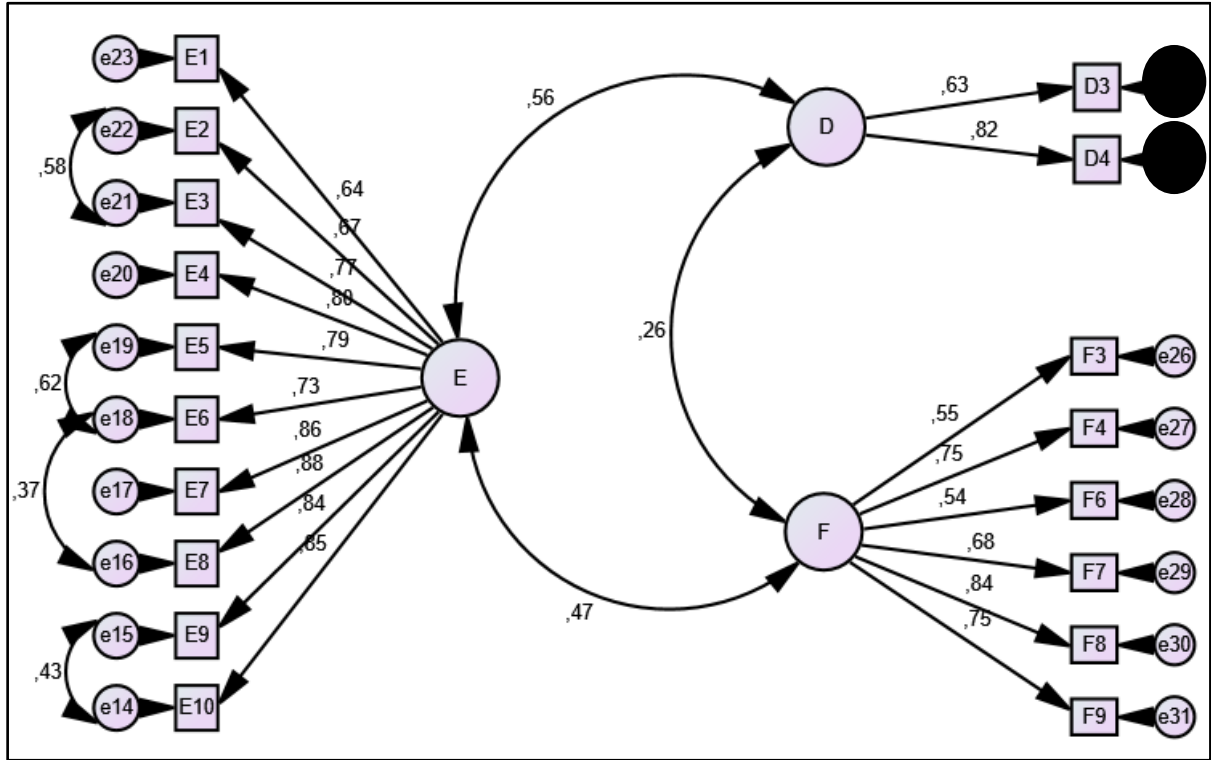 e23 E1
e22 E2
,58
e21 E3
e20 E4
e19 E5
,62
e18 E6
e17 E7
,37
e16 E8
e15 E9
,43
e14 E10
,64
,67
,77
,80
,79
,73
,86
,88
,84
,85
E
,56
,26
,47
D
,63
D3
,82
D4
F
,55
F3 e26
,75
F4 e27
,54
F6 e28
,68
F7 e29
,84
F8 e30
,75
F9 e31